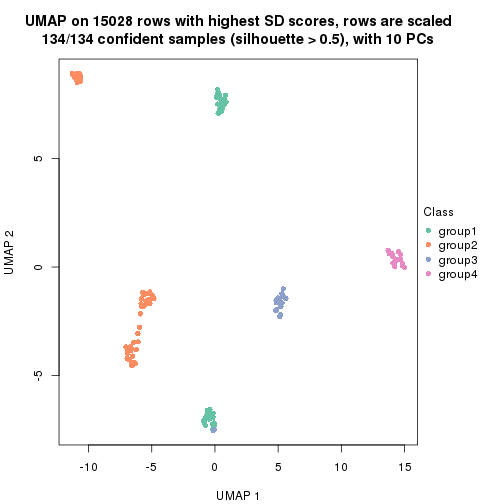 UMAP on 15028 rows with highest SD scores, rows are scaled
134/134 confident samples (silhouette > 0.5), with 10 PCs
UMAP 2
5
0
-5
-10
-5
0
5
10
15
UMAP 1
Class
group1
group2
group3
group4